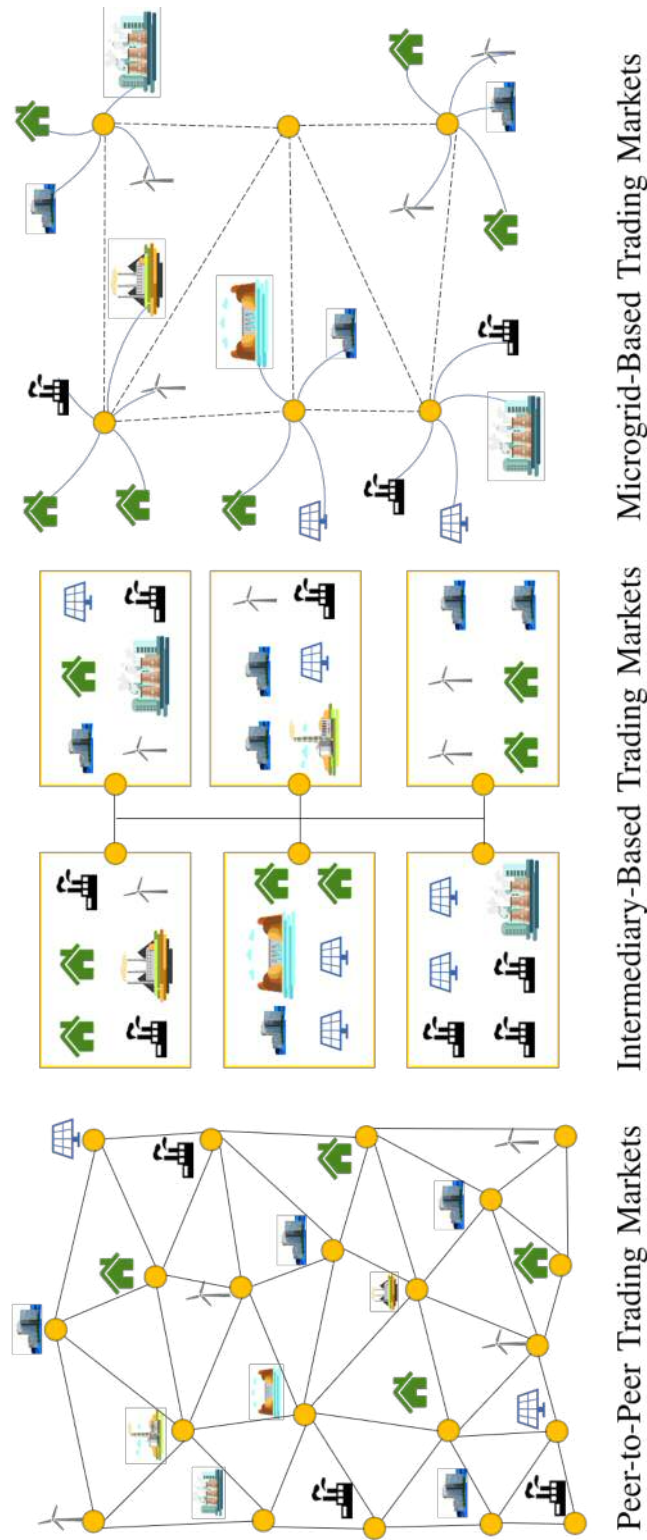 Peer-to-Peer Trading Markets
Intermediary-Based Trading Markets
Microgrid-Based Trading Markets